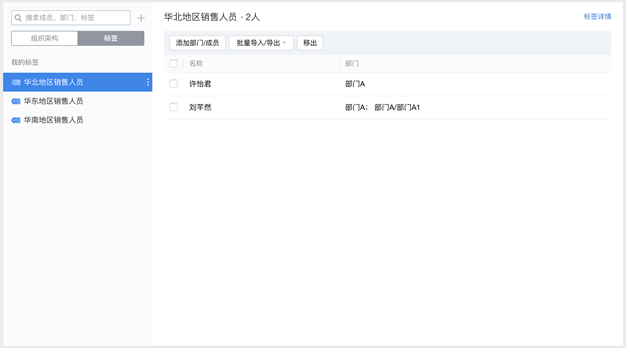 搜索成员、部门、标签
组织架构
标签
我的标签
华北地区销售人员
华东地区销售人员
华南地区销售人员
华北地区销售人员 · 2人
标签详情
添加部门/成员
批量导入/导出
移出
名称
部门
许怡君
部门A
刘芊然
部门A; 部门A/部门A1